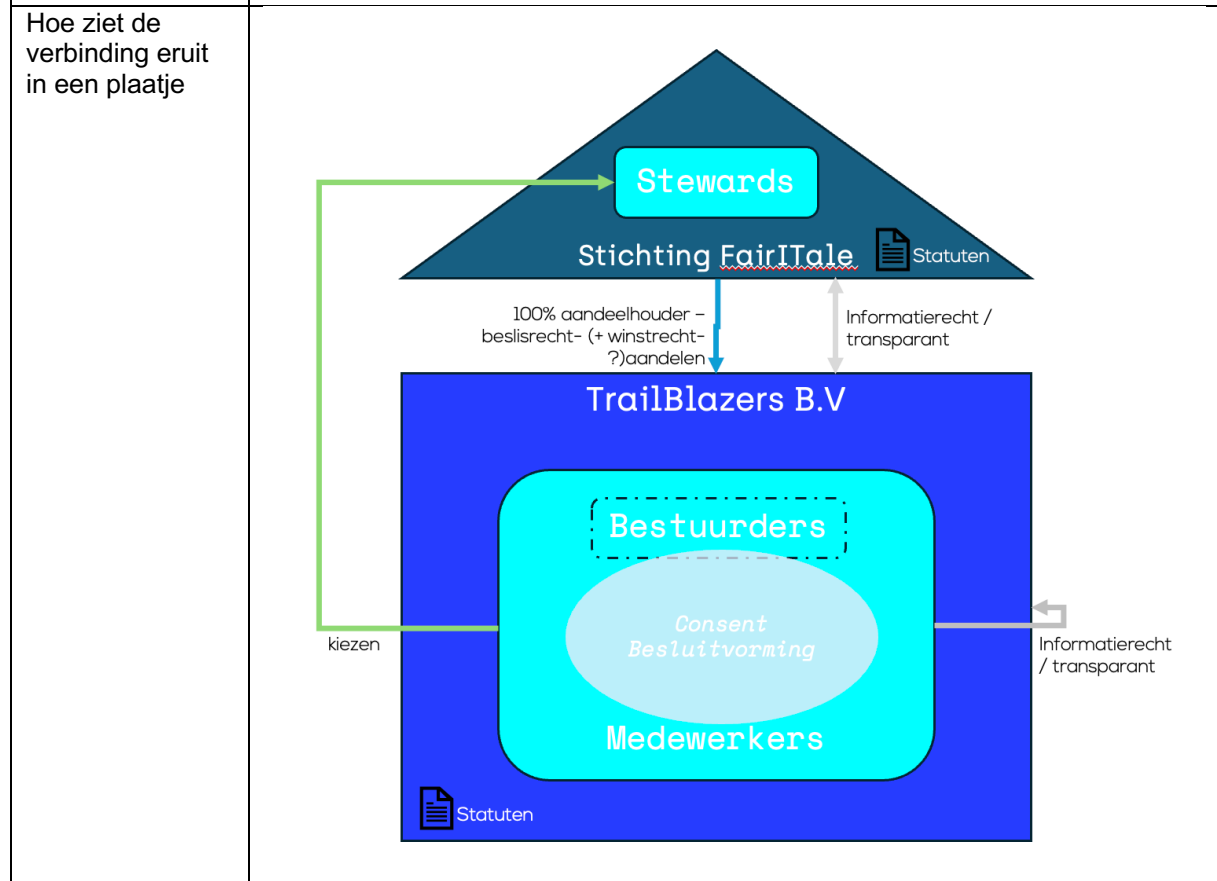 Hoe ziet de
verbinding eruit
in een plaatje
Stewards
Stichting FairITale
Statuten
100% aandeelhouder –
beslisrecht- (+ winstrecht-
?)aandelen
Informatierecht /
transparant
TrailBlazers B.V
Bestuurders
Consent
Besluitvorming
Medewerkers
kiezen
Informatierecht
/ transparant
Statuten